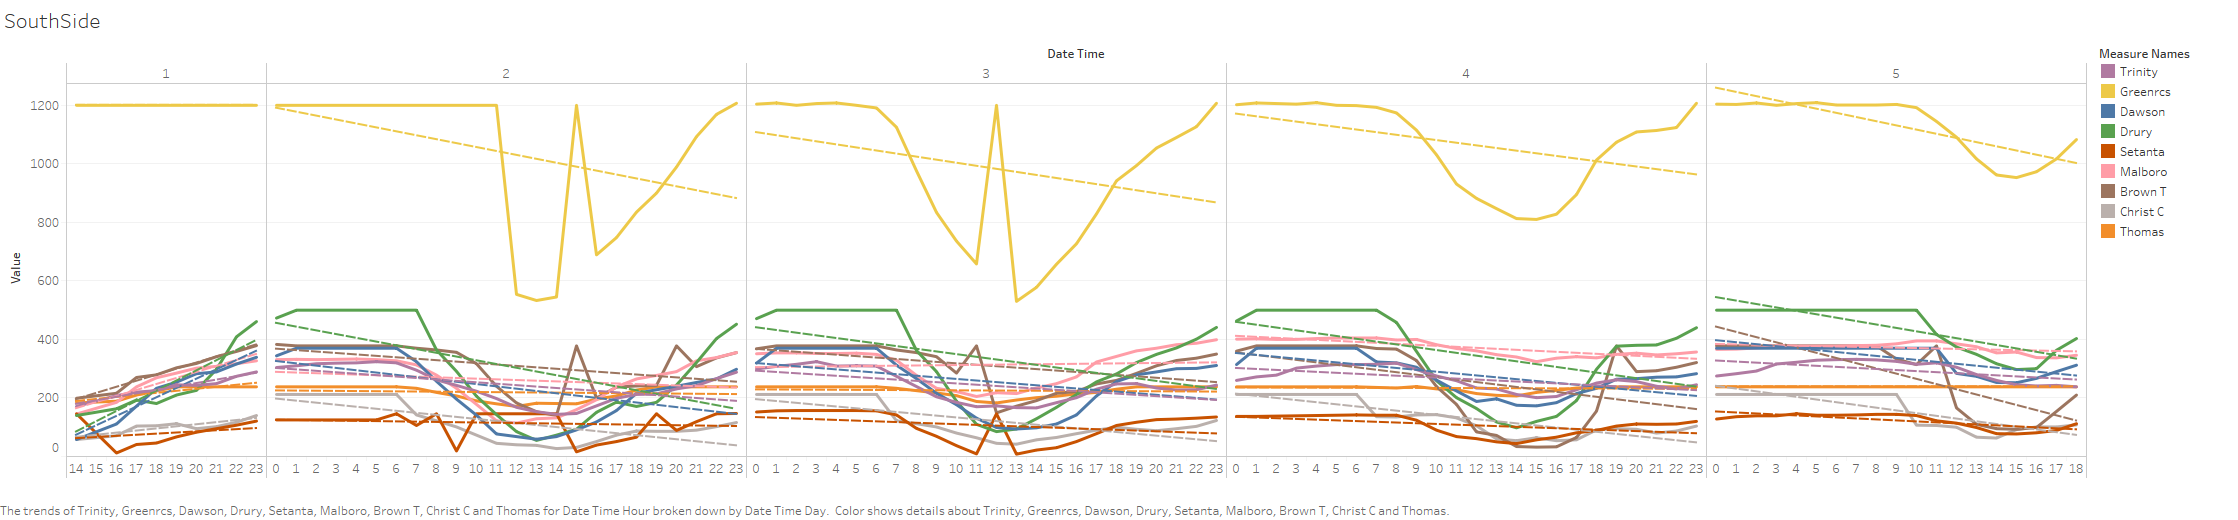 SouthSide
Date Time
Measure Names
1 2 3 4 5
Trinity
Greenrcs
Dawson
Drury
Setanta
Malboro
Brown T
Christ C
Thomas
Value
1200
1000
800
600
400
200
0
14 15 16 17 18 19 20 21 22 23 0 1 2 3 4 5 6 7 8 9 10 11 12 13 14 15 16 17 18 19 20 21 22 23 0 1 2 3 4 5 6 7 8 9 10 11 12 13 14 15 16 17 18 19 20 21 22 23 0 1 2 3 4 5 6 7 8 9 10 11 12 13 14 15 16 17 18 19 20 21 22 23 0 1 2 3 4 5 6 7 8 9 10 11 12 13 14 15 16 17 18
The trends of Trinity, Greenrcs, Dawson, Drury, Setanta, Malboro, Brown T, Christ C and Thomas for Date Time Hour broken down by Date Time Day.  Color shows details about Trinity, Greenrcs, Dawson, Drury, Setanta, Malboro, Brown T, Christ C and Thomas.